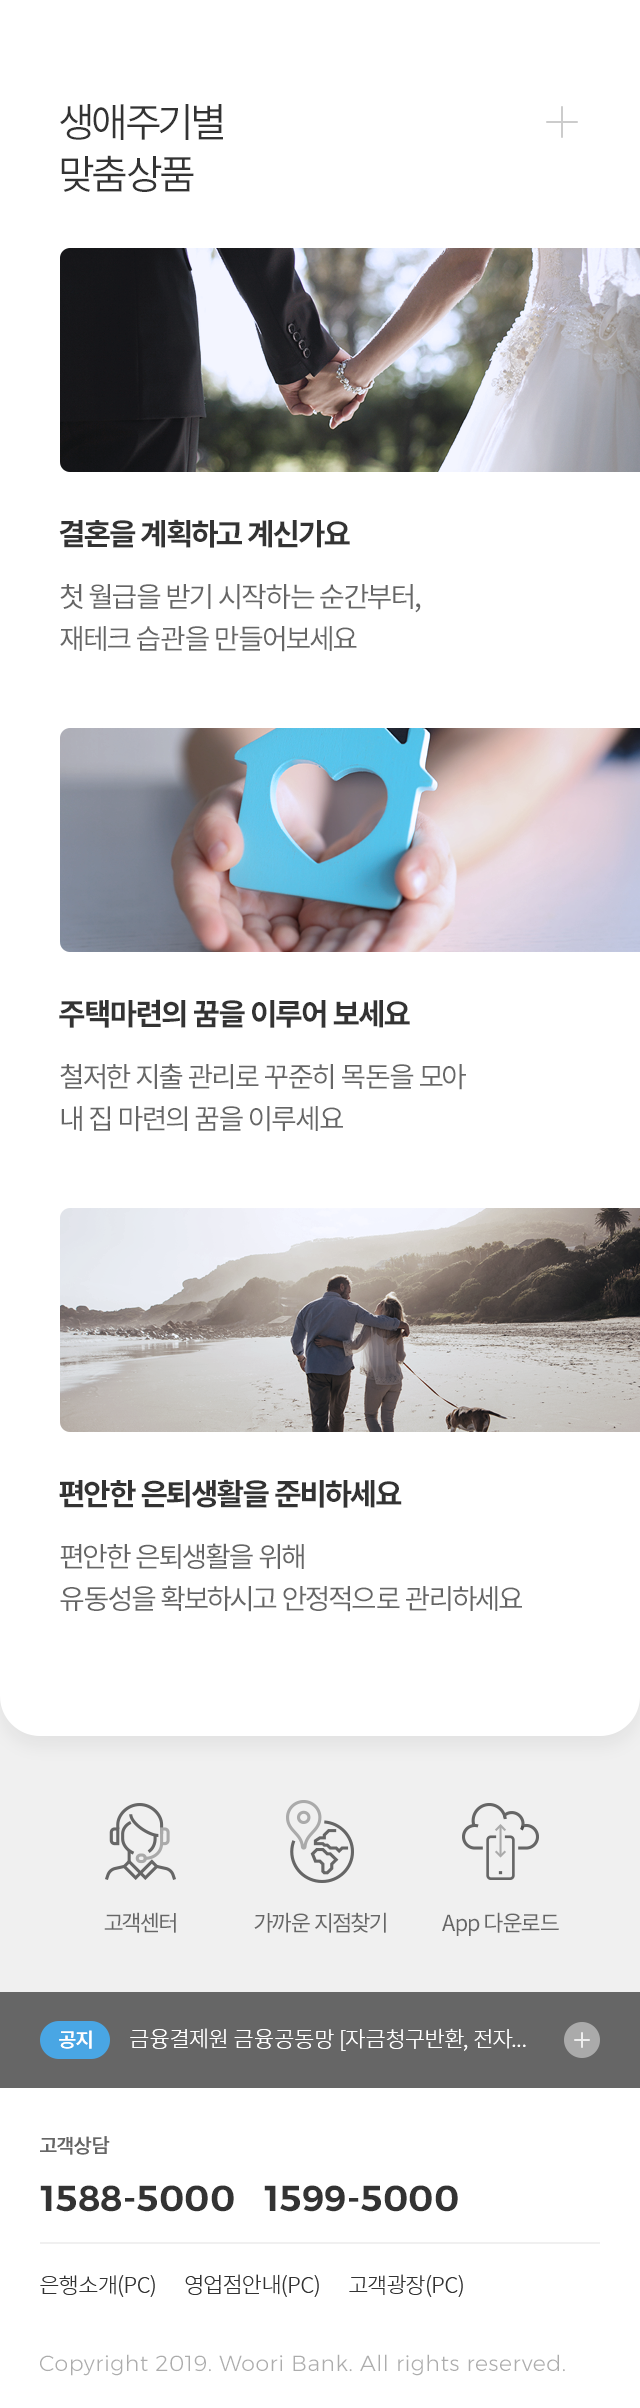 생애주기별
맞춤상품
결혼을 계획하고 계신가요
첫 월급을 받기 시작하는 순간부터,
재테크 습관을 만들어보세요
주택마련의 꿈을 이루어 보세요
철저한 지출 관리로 꾸준히 목돈을 모아
내 집 마련의 꿈을 이루세요
편안한 은퇴생활을 준비하세요
편안한 은퇴생활을 위해
유동성을 확보하시고 안정적으로 관리하세요
고객센터 가까운 지점찾기 App 다운로드
공지 금융결제원 금융공동망 [자금청구반환, 전자...
고객상담
1588-5000 1599-5000
은행소개(PC) 영업점안내(PC) 고객광장(PC)
Copyright 2019. Woori Bank. All rights reserved.